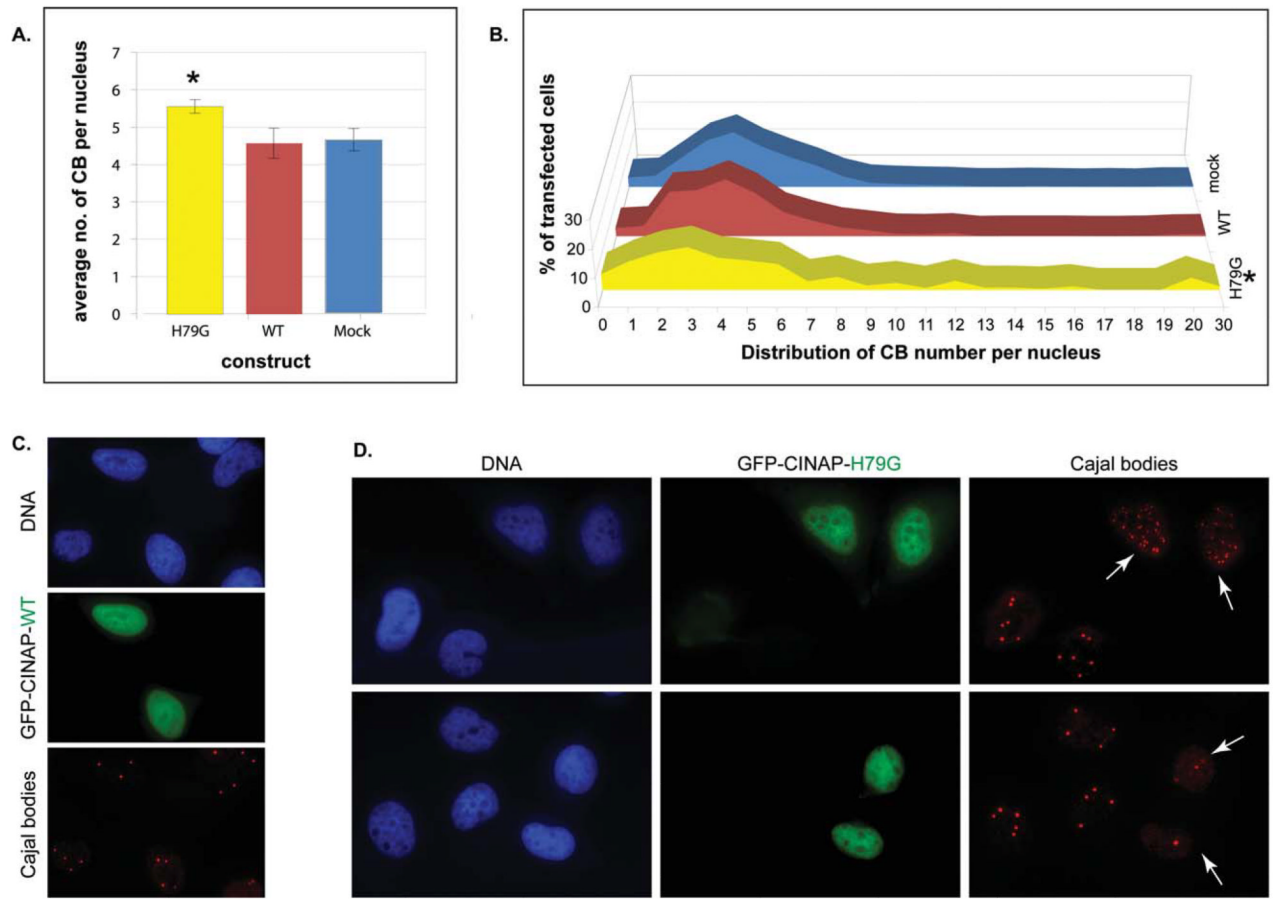 A.
average no. of CB per nucleus
7
6
5
4
3
2
1
0
*
H79G WT Mock
construct
B.
% of transfected cells
30
20
10
0
mock
WT
H79G *
0 1 2 3 4 5 6 7 8 9 10 11 12 13 14 15 16 17 18 19 20 30
Distribution of CB number per nucleus
C.
DNA
GFP-CINAP-WT
Cajal bodies
D.
DNA GFP-CINAP-H79G Cajal bodies